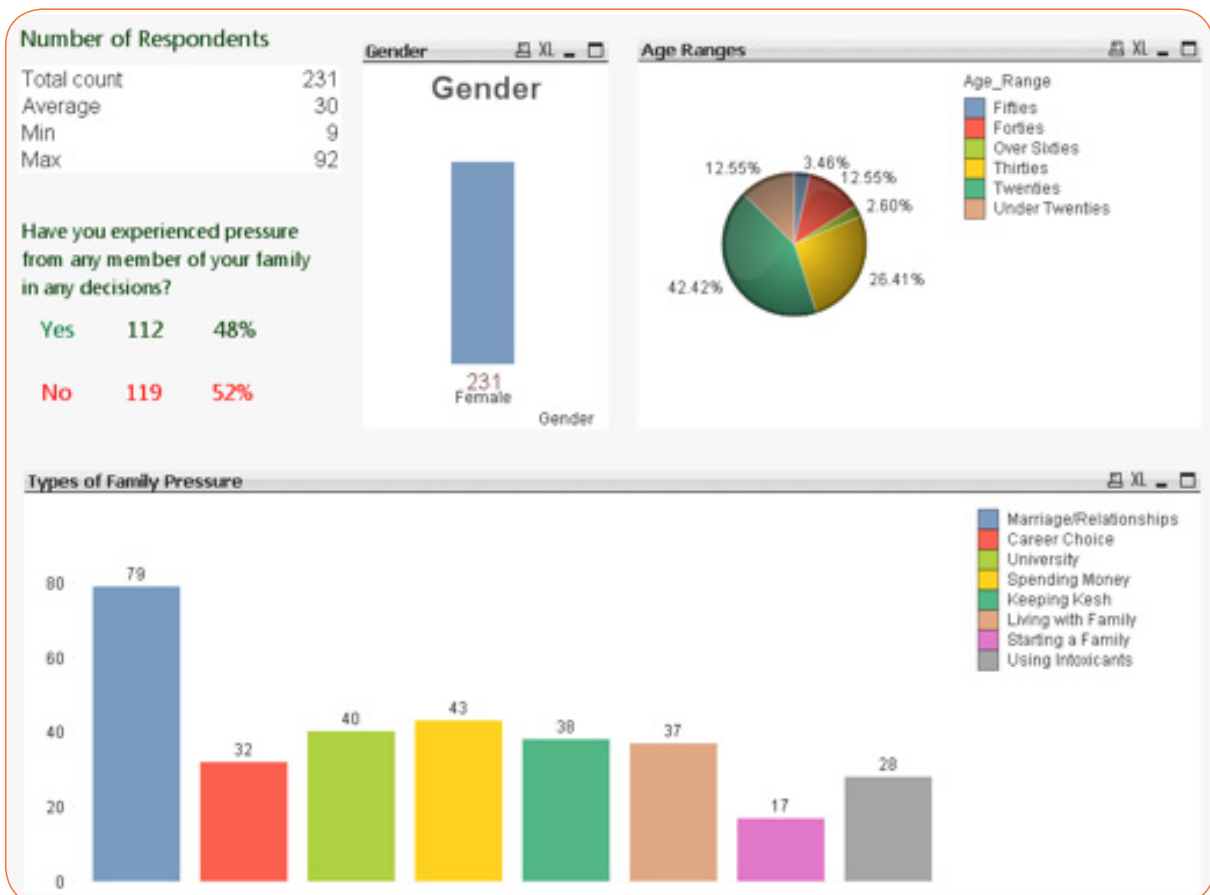 Number of Respondents
Total count 231
Average 30
Min 9
Max 92
Have you experienced pressure
from any member of your family
in any decisions?
Yes 112 48%
No 119 52%
Gender XL
Gender
231
Female
Gender
Age Ranges XL
Age_Range
Fifties
Forties
Over Sixties
Thirties
Twenties
Under Twenties
12.55%
3.46%
12.55%
2.60%
26.41%
42.42%
Types of Family Pressure XL
Marriage/Relationships
Career Choice
University
Spending Money
Keeping Kesh
Living with Family
Starting a Family
Using Intoxicants
80
60
40
20
0
79
32
40
43
38
37
17
28